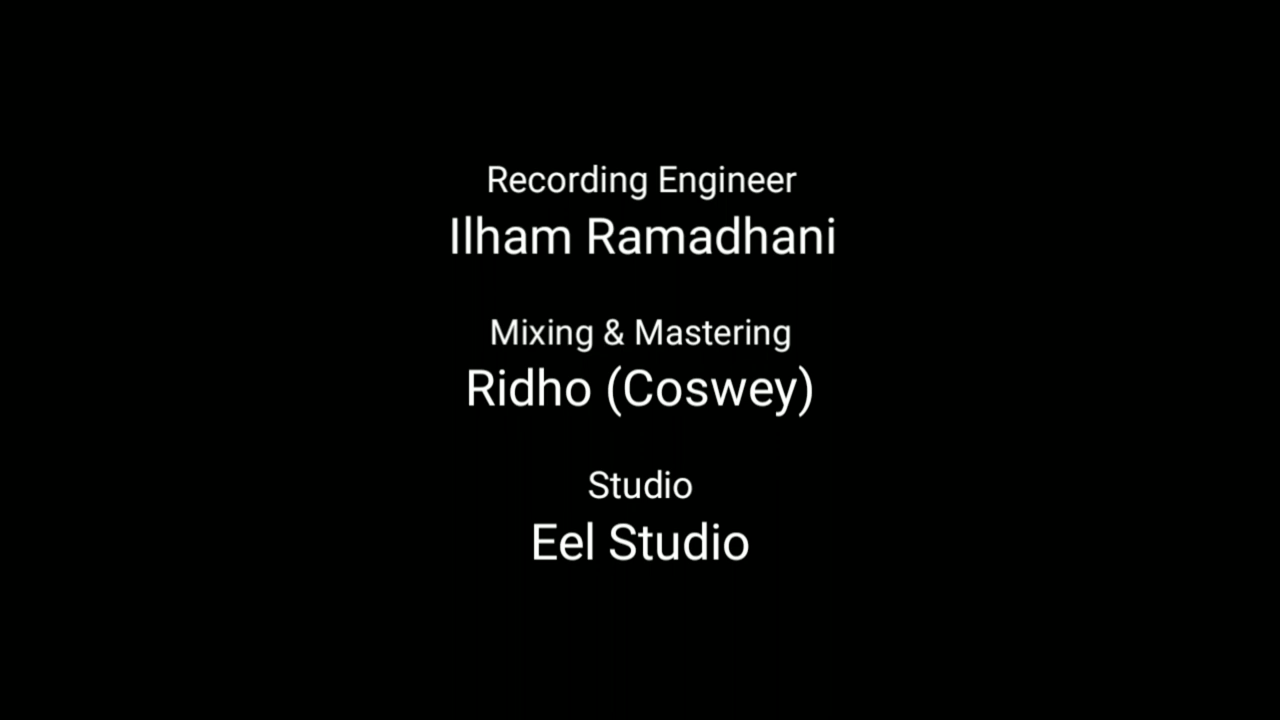 Recording Engineer
Ilham Ramadhani
Mixing & Mastering
Ridho (Coswey)
Studio
Eel Studio